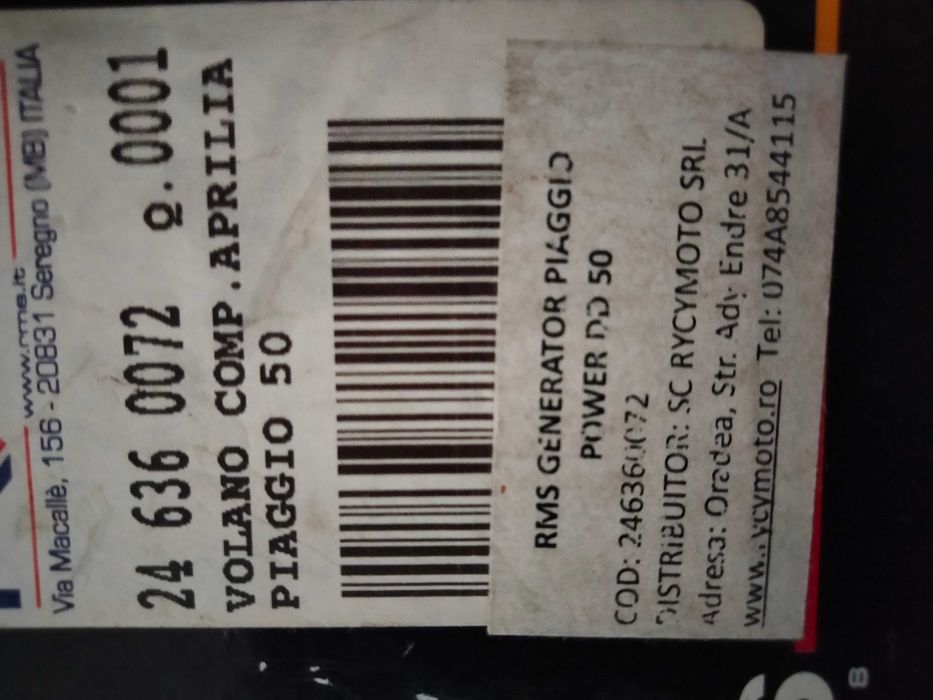 www.rms.it
Via Macallè, 156 - 20831 Seregno (MB) ITALIA
24 636 0072 Q.0001
VOLANO COMP.APRILIA
PIAGGIO 50
RMS GENERATOR PIAGGIO
POWER DD 50
COD: 246360072
DISTRIBUITOR: SC RYCYMOTO SRL
Adresa: Oradea, Str. Ady Endre 31/A
www.rycymoto.ro Tel: 074A8544115